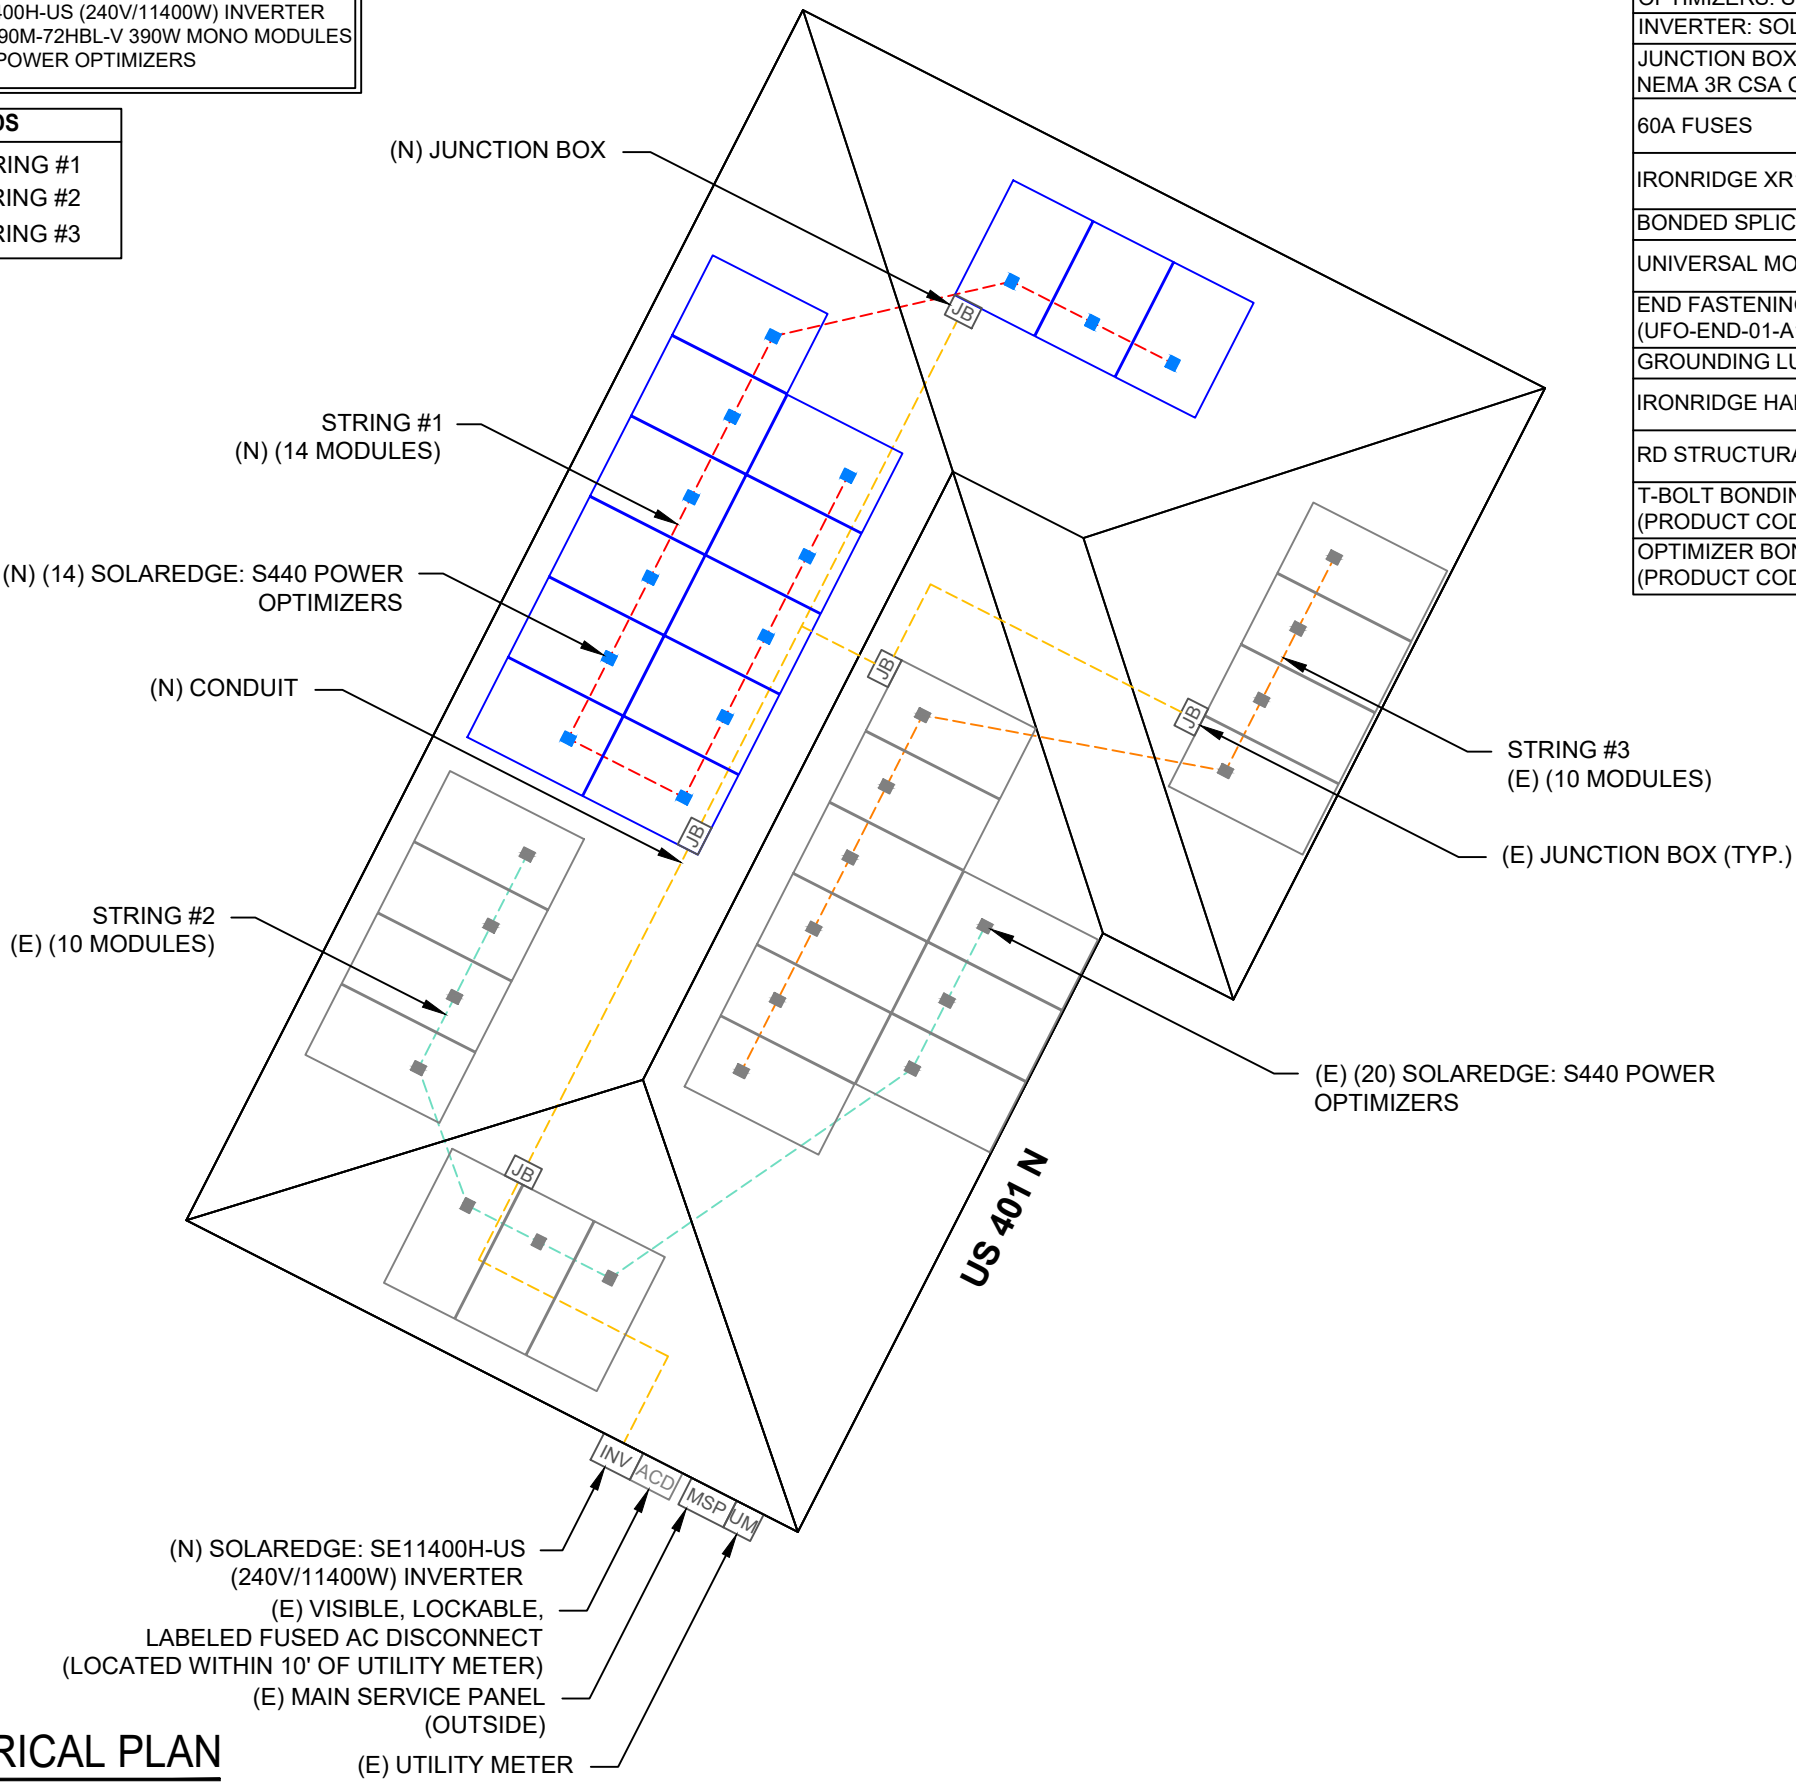 400H-US (240V/11400W) INVERTER
90M-72HBL-V 390W MONO MODULES
POWER OPTIMIZERS
RING #1
RING #2
RING #3
(N) JUNCTION BOX
STRING #1
(N) (14 MODULES)
(N) (14) SOLAREDGE: S440 POWER
OPTIMIZERS
(N) CONDUIT
STRING #2
(E) (10 MODULES)
JB
JB
JB
JB
JB
STRING #3
(E) (10 MODULES)
(E) JUNCTION BOX (TYP.)
(E) (20) SOLAREDGE: S440 POWER
OPTIMIZERS
US 401 N
INV
ACD
MSP
UM
(N) SOLAREDGE: SE11400H-US
(240V/11400W) INVERTER
(E) VISIBLE, LOCKABLE,
LABELED FUSED AC DISCONNECT
(LOCATED WITHIN 10' OF UTILITY METER)
(E) MAIN SERVICE PANEL
(OUTSIDE)
(E) UTILITY METER
RICAL PLAN
INVERTER: SOL
JUNCTION BOX
NEMA 3R CSA C
60A FUSES
IRONRIDGE XR
BONDED SPLIC
UNIVERSAL MO
END FASTENING
(UFO-END-01-A
GROUNDING LU
IRONRIDGE HA
RD STRUCTURA
T-BOLT BONDIN
(PRODUCT COD
OPTIMIZER BON
(PRODUCT COD